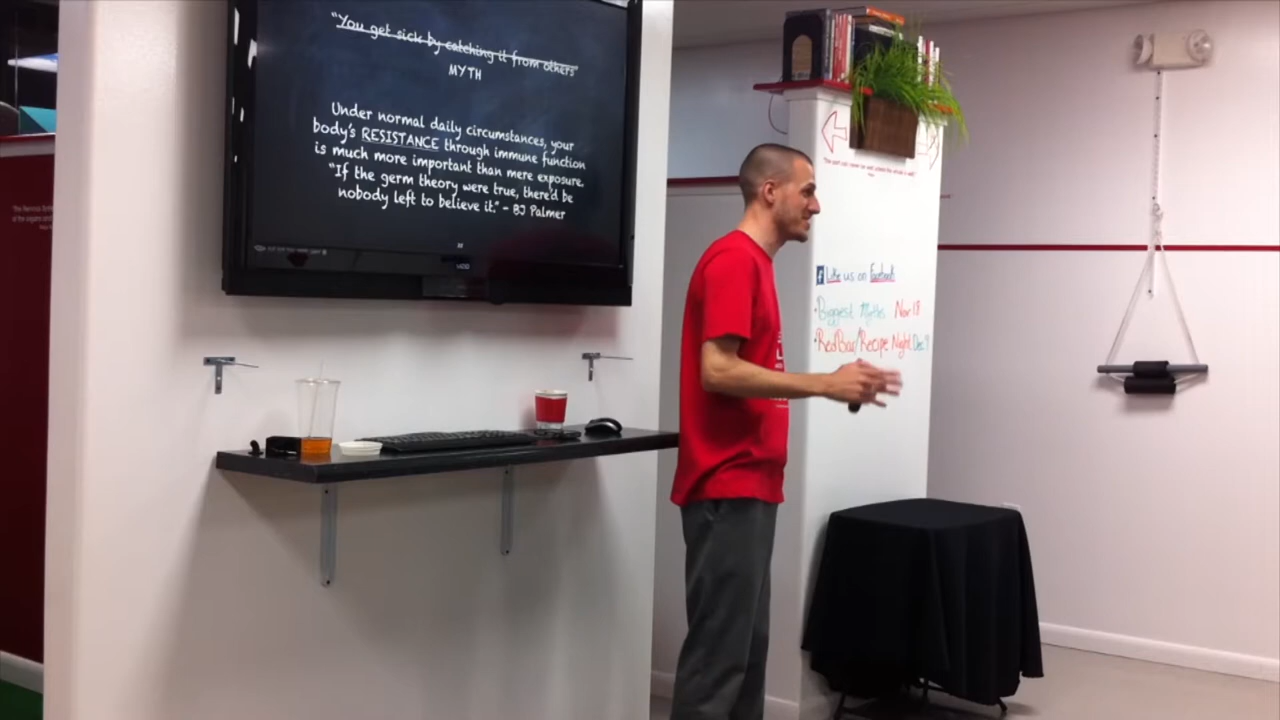 "You get sick by catching it from others"
MYTH
Under normal daily circumstances, your
body's RESISTANCE through immune function
is much more important than mere exposure.
"If the germ theory were true, there'd be
nobody left to believe it." - BJ Palmer
VIZIO
f Like us on Facebook
•Biggest Myths Nov 18
•RedBar/Recipe Night Dec 9